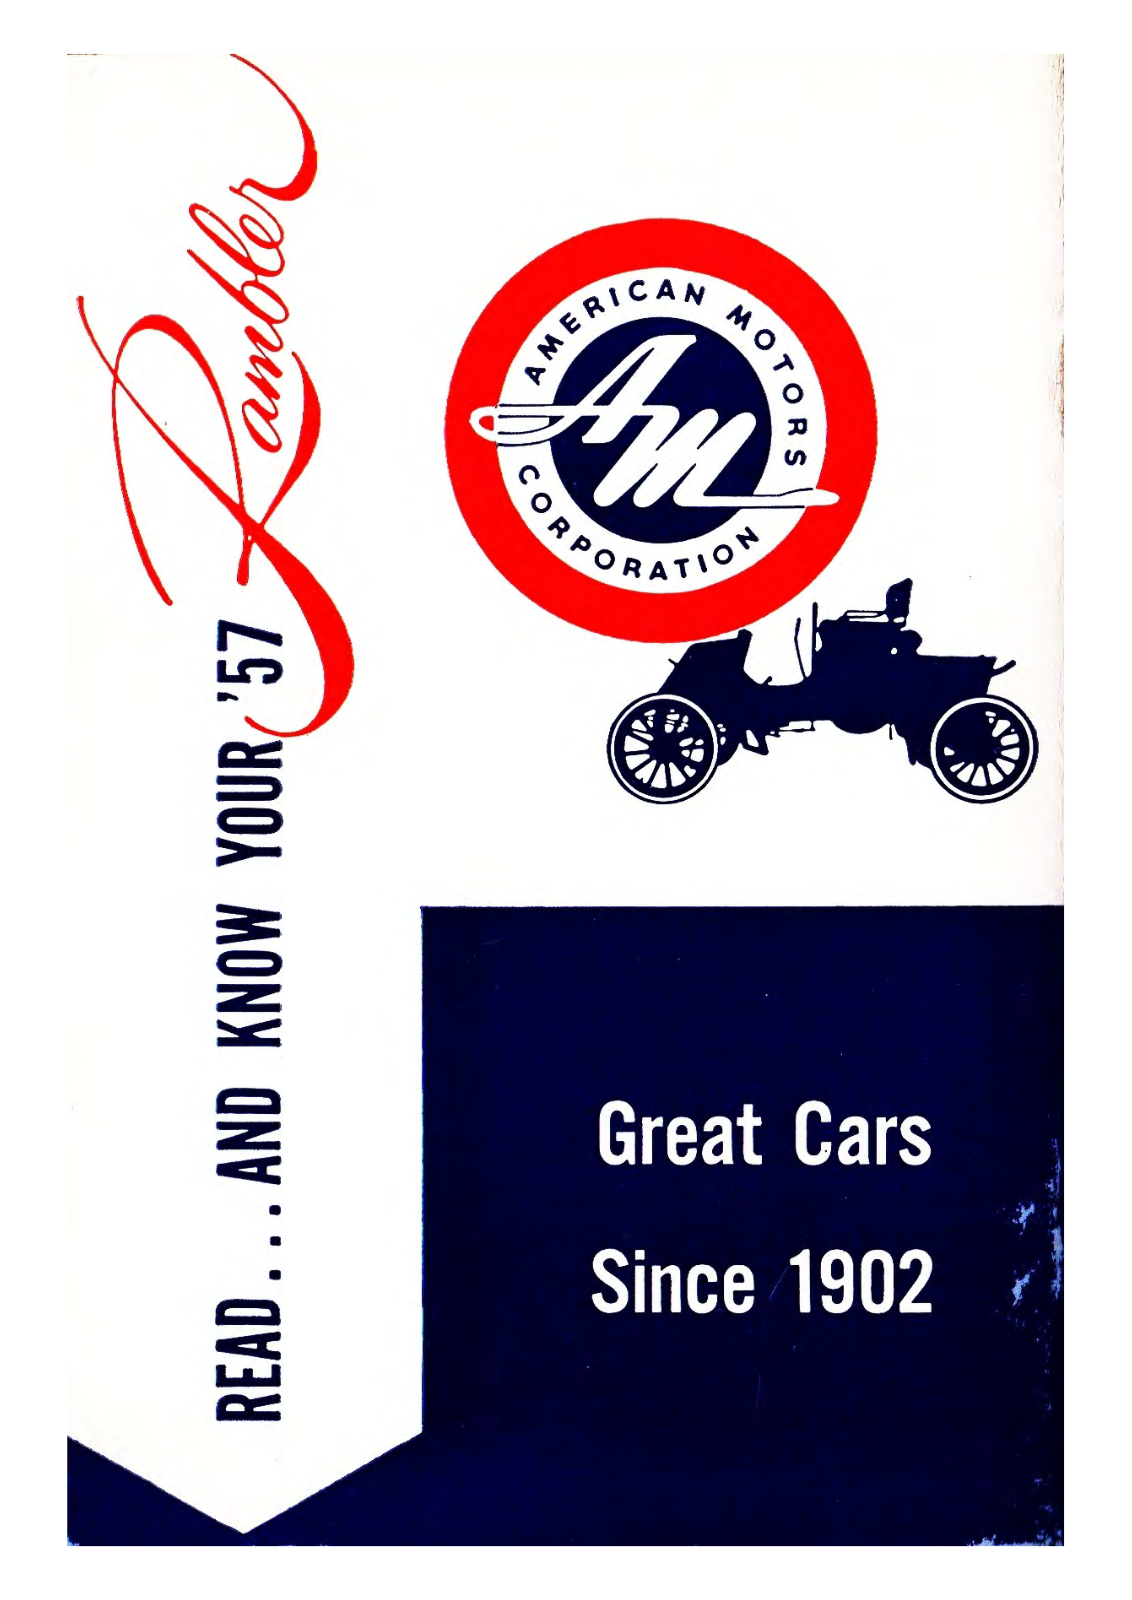 READ...AND KNOW YOUR '57 Rambler
AMERICAN MOTORS
CORPORATION
AM
Great Cars
Since 1902